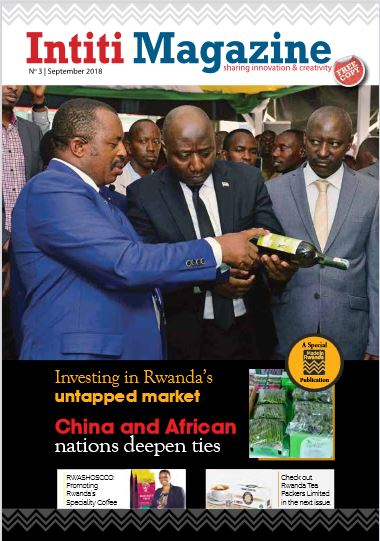 Intiti Magazine
sharing innovation & creativity
FREE
COPY
Nº 3 | September 2018
A Special
Made in
Rwanda
Publication
Investing in Rwanda's
untapped market
China and African
nations deepen ties
RWASHOSCCO:
Promoting
Rwanda's
Speciality Coffee
Check out
Rwanda Tea
Packers Limited
in the next issue.